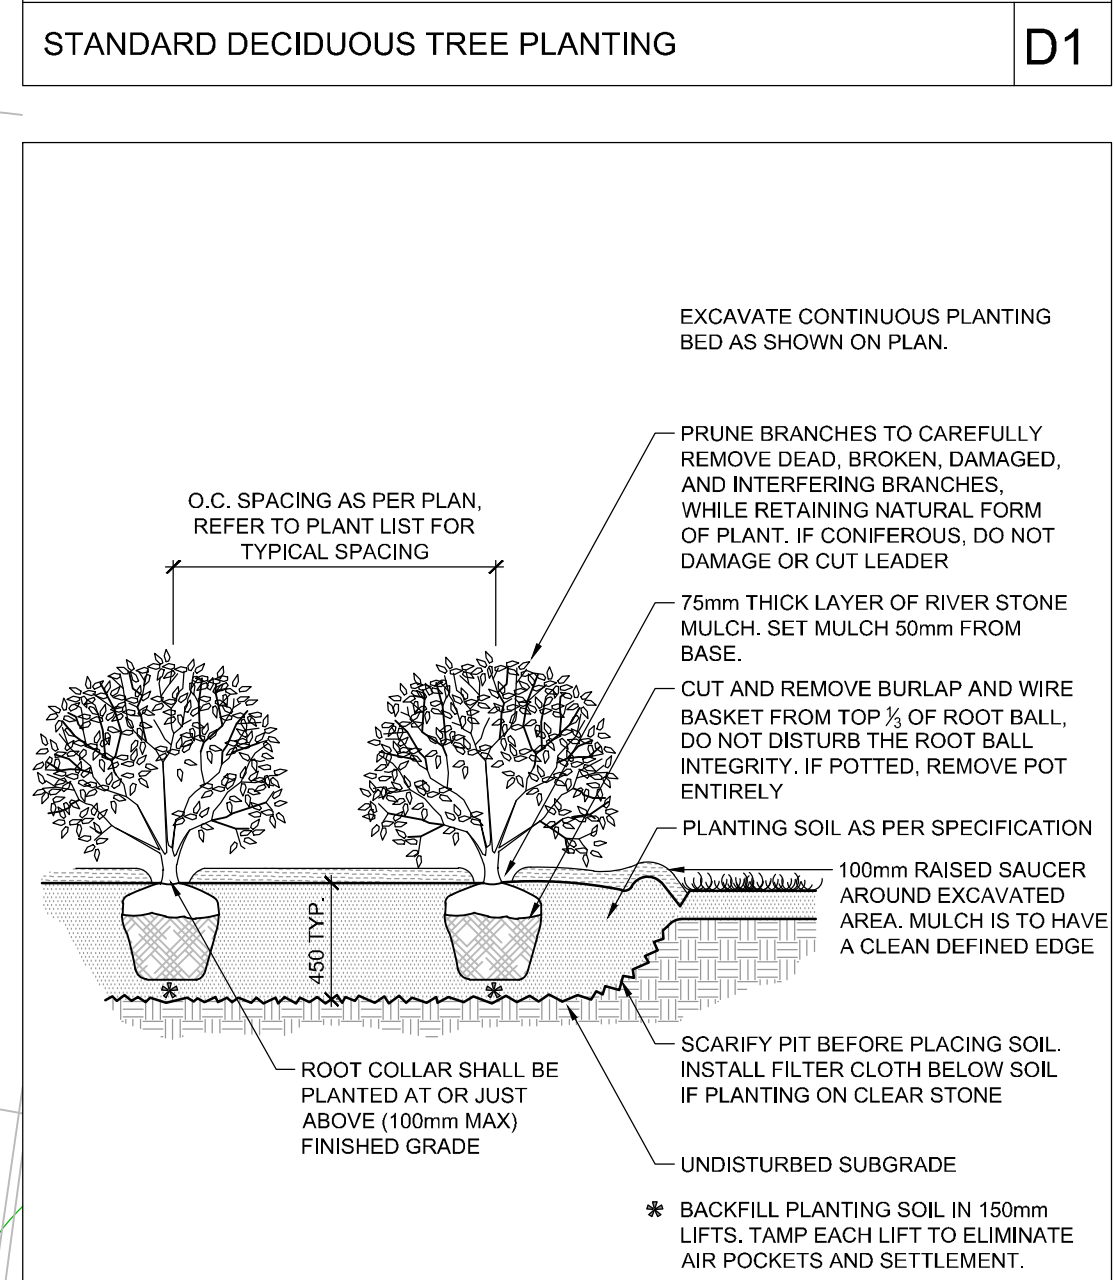 STANDARD DECIDUOUS TREE PLANTING
D1
EXCAVATE CONTINUOUS PLANTING
BED AS SHOWN ON PLAN.
PRUNE BRANCHES TO CAREFULLY
REMOVE DEAD, BROKEN, DAMAGED,
AND INTERFERING BRANCHES,
WHILE RETAINING NATURAL FORM
OF PLANT. IF CONIFEROUS, DO NOT
DAMAGE OR CUT LEADER
O.C. SPACING AS PER PLAN,
REFER TO PLANT LIST FOR
TYPICAL SPACING
75mm THICK LAYER OF RIVER STONE
MULCH. SET MULCH 50mm FROM
BASE.
CUT AND REMOVE BURLAP AND WIRE
BASKET FROM TOP ⅓ OF ROOT BALL,
DO NOT DISTURB THE ROOT BALL
INTEGRITY. IF POTTED, REMOVE POT
ENTIRELY
PLANTING SOIL AS PER SPECIFICATION
100mm RAISED SAUCER
AROUND EXCAVATED
AREA. MULCH IS TO HAVE
A CLEAN DEFINED EDGE
450 TYP.
*
*
SCARIFY PIT BEFORE PLACING SOIL.
INSTALL FILTER CLOTH BELOW SOIL
IF PLANTING ON CLEAR STONE
ROOT COLLAR SHALL BE
PLANTED AT OR JUST
ABOVE (100mm MAX)
FINISHED GRADE
UNDISTURBED SUBGRADE
* BACKFILL PLANTING SOIL IN 150mm
LIFTS. TAMP EACH LIFT TO ELIMINATE
AIR POCKETS AND SETTLEMENT.